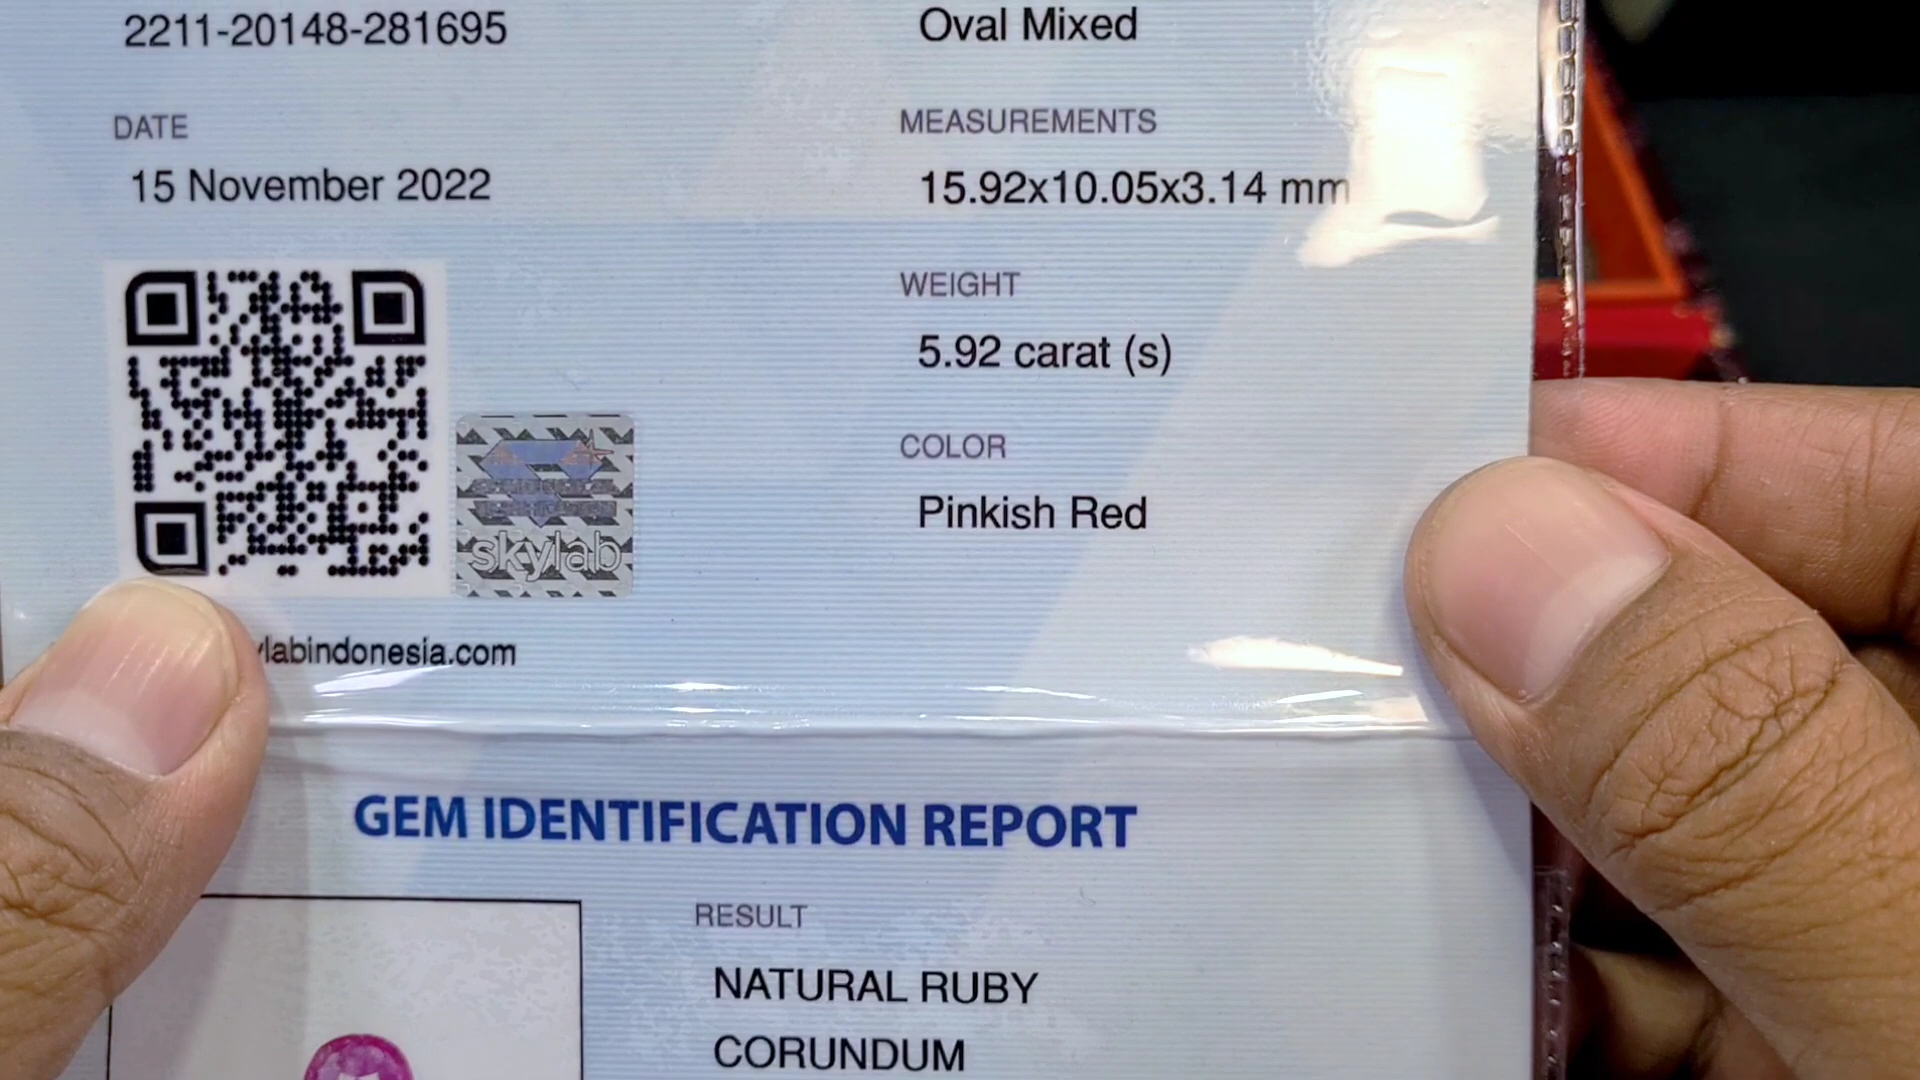 2211-20148-281695
DATE
15 November 2022
skylab
ylabindonesia.com
Oval Mixed
MEASUREMENTS
15.92x10.05x3.14 mm
WEIGHT
5.92 carat (s)
COLOR
Pinkish Red
GEM IDENTIFICATION REPORT
RESULT
NATURAL RUBY
CORUNDUM